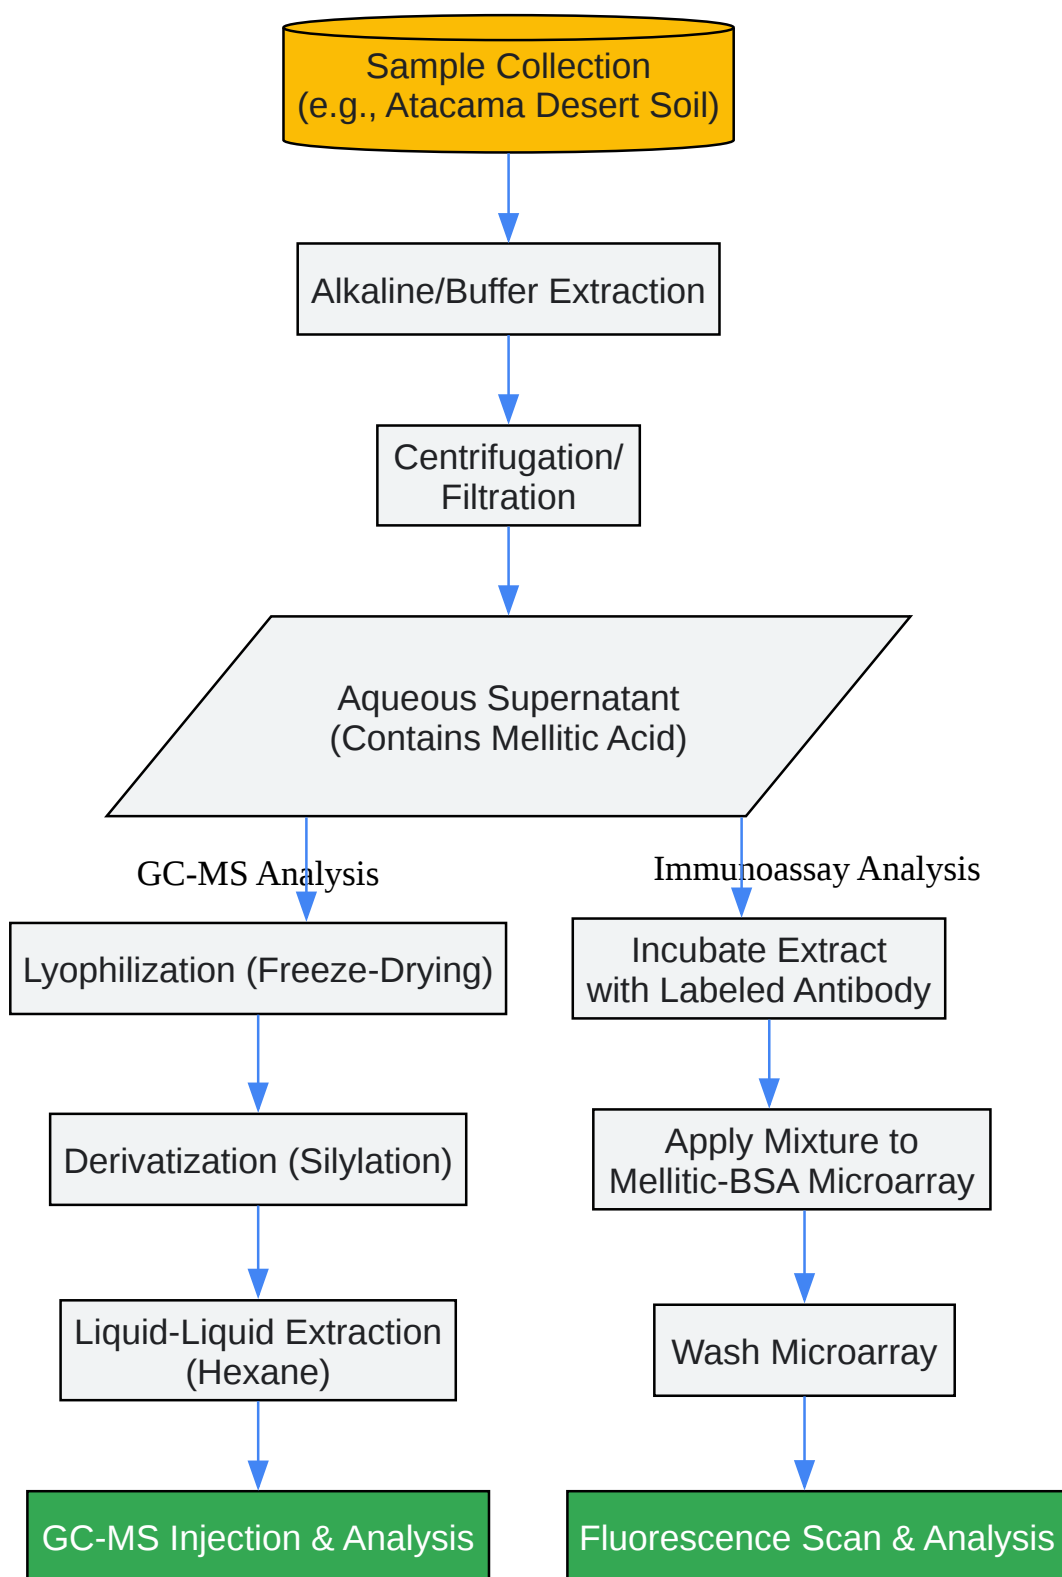 Sample Collection
(e.g., Atacama Desert Soil)
Alkaline/Buffer Extraction
Centrifugation/
Filtration
Aqueous Supernatant
(Contains Mellitic Acid)
GC-MS Analysis
Immunoassay Analysis
Lyophilization (Freeze-Drying)
Incubate Extract
with Labeled Antibody
Derivatization (Silylation)
Apply Mixture to
Mellitic-BSA Microarray
Liquid-Liquid Extraction
(Hexane)
Wash Microarray
GC-MS Injection & Analysis
Fluorescence Scan & Analysis